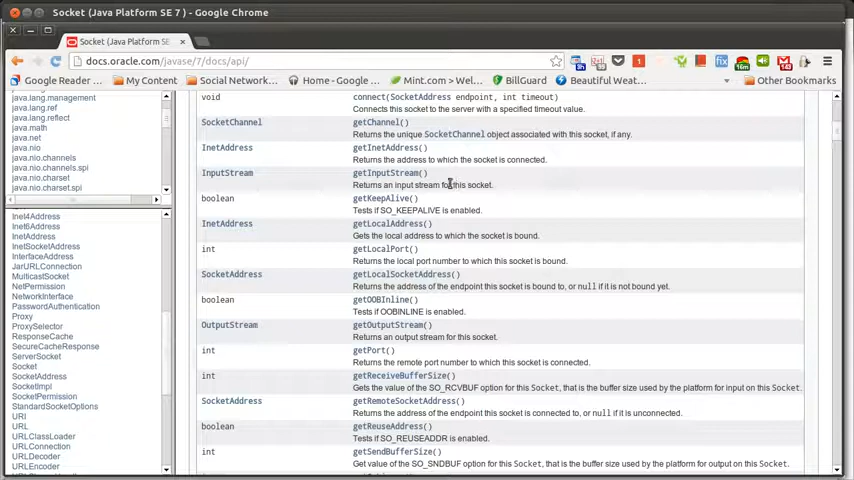 Socket (Java Platform SE 7 ) - Google Chrome
Socket (Java Platform SE
docs.oracle.com/javase/7/docs/api/
Google Reader ...
My Content
Social Network...
Home - Google ...
Mint.com > Wel...
BillGuard
Beautiful Weat...
Other Bookmarks
java.lang.management
java.lang.ref
java.lang.reflect
java.math
java.net
java.nio
java.nio.channels
java.nio.channels.spi
java.nio.charset
java.nio.charset.spi
Inet4Address
Inet6Address
InetAddress
InetSocketAddress
InterfaceAddress
JarURLConnection
MulticastSocket
NetPermission
NetworkInterface
PasswordAuthentication
Proxy
ProxySelector
ResponseCache
SecureCacheResponse
ServerSocket
Socket
SocketAddress
SocketImpl
SocketPermission
StandardSocketOptions
URI
URL
URLClassLoader
URLConnection
URLDecoder
URLEncoder
void connect(SocketAddress endpoint, int timeout)
Connects this socket to the server with a specified timeout value.
SocketChannel getChannel()
Returns the unique SocketChannel object associated with this socket, if any.
InetAddress getInetAddress()
Returns the address to which the socket is connected.
InputStream getInputStream()
Returns an input stream for this socket.
boolean getKeepAlive()
Tests if SO_KEEPALIVE is enabled.
InetAddress getLocalAddress()
Gets the local address to which the socket is bound.
int getLocalPort()
Returns the local port number to which this socket is bound.
SocketAddress getLocalSocketAddress()
Returns the address of the endpoint this socket is bound to, or null if it is not bound yet.
boolean getOOBInline()
Tests if OOBINLINE is enabled.
OutputStream getOutputStream()
Returns an output stream for this socket.
int getPort()
Returns the remote port number to which this socket is connected.
int getReceiveBufferSize()
Gets the value of the SO_RCVBUF option for this Socket, that is the buffer size used by the platform for input on this Socket.
SocketAddress getRemoteSocketAddress()
Returns the address of the endpoint this socket is connected to, or null if it is unconnected.
boolean getReuseAddress()
Tests if SO_REUSEADDR is enabled.
int getSendBufferSize()
Get value of the SO_SNDBUF option for this Socket, that is the buffer size used by the platform for output on this Socket.